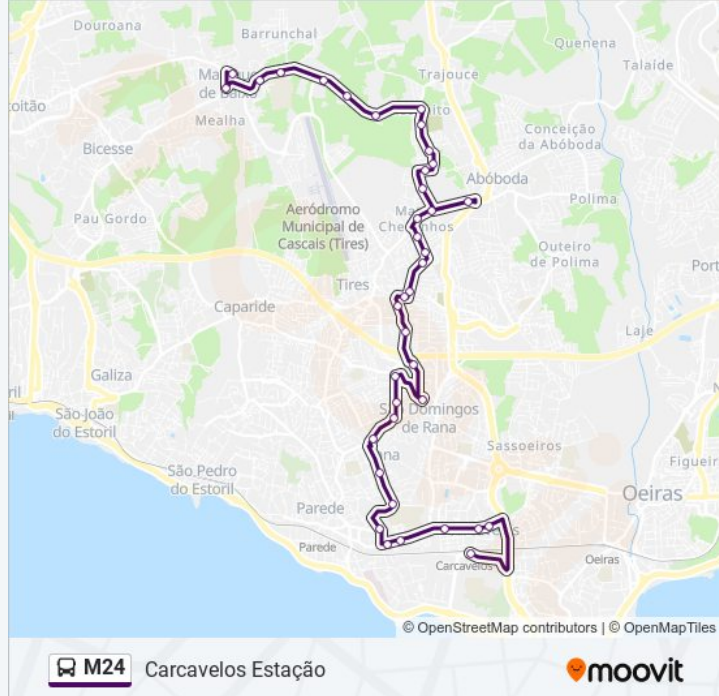 Douroana
Barrunchal
Quenena
Trajouce
Talaíde
de Baixo
Mealha
Conceição
da Abóboda
Bicesse
Abóboda
Polima
Aeródromo
Municipal de
Cascais (Tires)
Pau Gordo
Outeiro
de Polima
Tires
Caparide
Laje
Galiza
São Domingos
de Rana
São João
do Estoril
Sassoeiros
São Pedro
do Estoril
Oeiras
Parede
Parede
Oeiras
Carcavelos
© OpenStreetMap contributors | © OpenMapTiles
M24 Carcavelos Estação
moovit